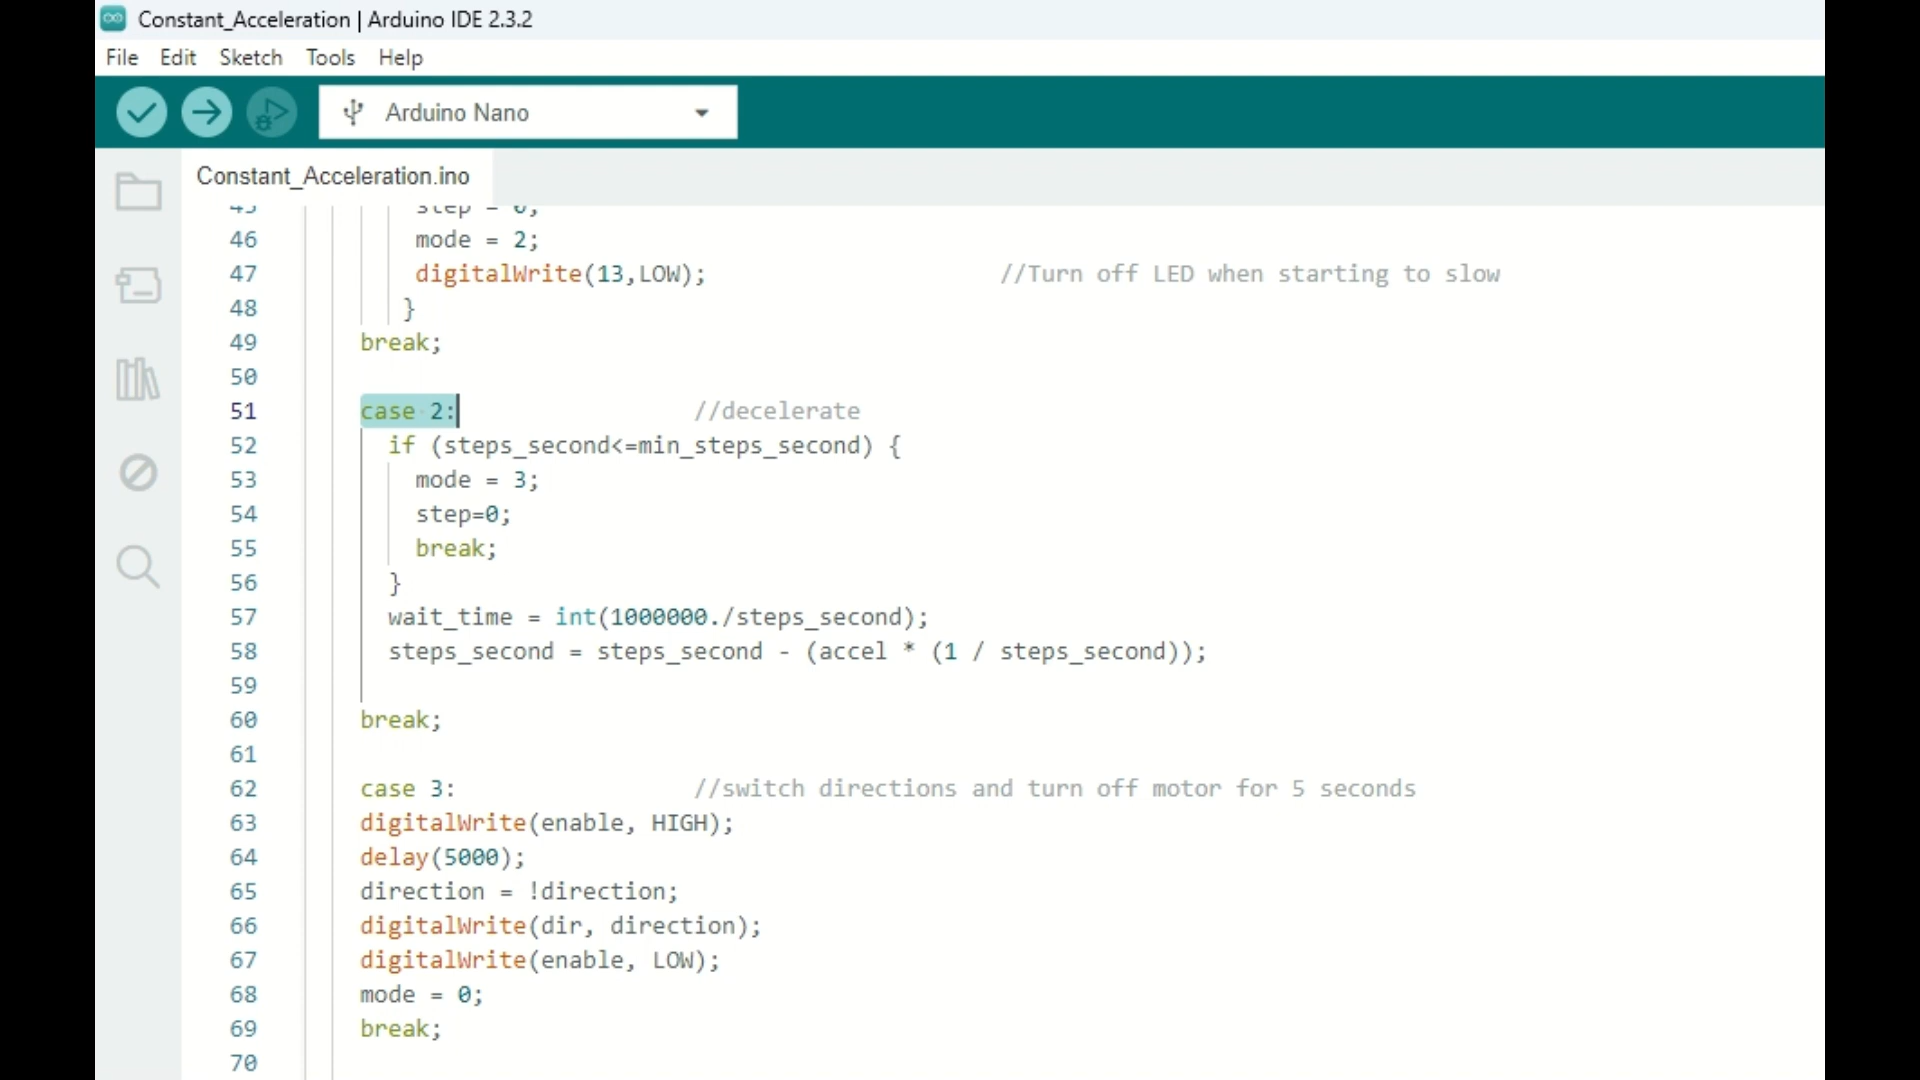 Constant_Acceleration | Arduino IDE 2.3.2
File Edit Sketch Tools Help
Arduino Nano
Constant_Acceleration.ino
45 step = 0;
46 mode = 2;
47 digitalWrite(13,LOW); //Turn off LED when starting to slow
48 }
49 break;
50
51 case 2: //decelerate
52 if (steps_second<=min_steps_second) {
53 mode = 3;
54 step=0;
55 break;
56 }
57 wait_time = int(1000000./steps_second);
58 steps_second = steps_second - (accel * (1 / steps_second));
59
60 break;
61
62 case 3: //switch directions and turn off motor for 5 seconds
63 digitalWrite(enable, HIGH);
64 delay(5000);
65 direction = !direction;
66 digitalWrite(dir, direction);
67 digitalWrite(enable, LOW);
68 mode = 0;
69 break;
70